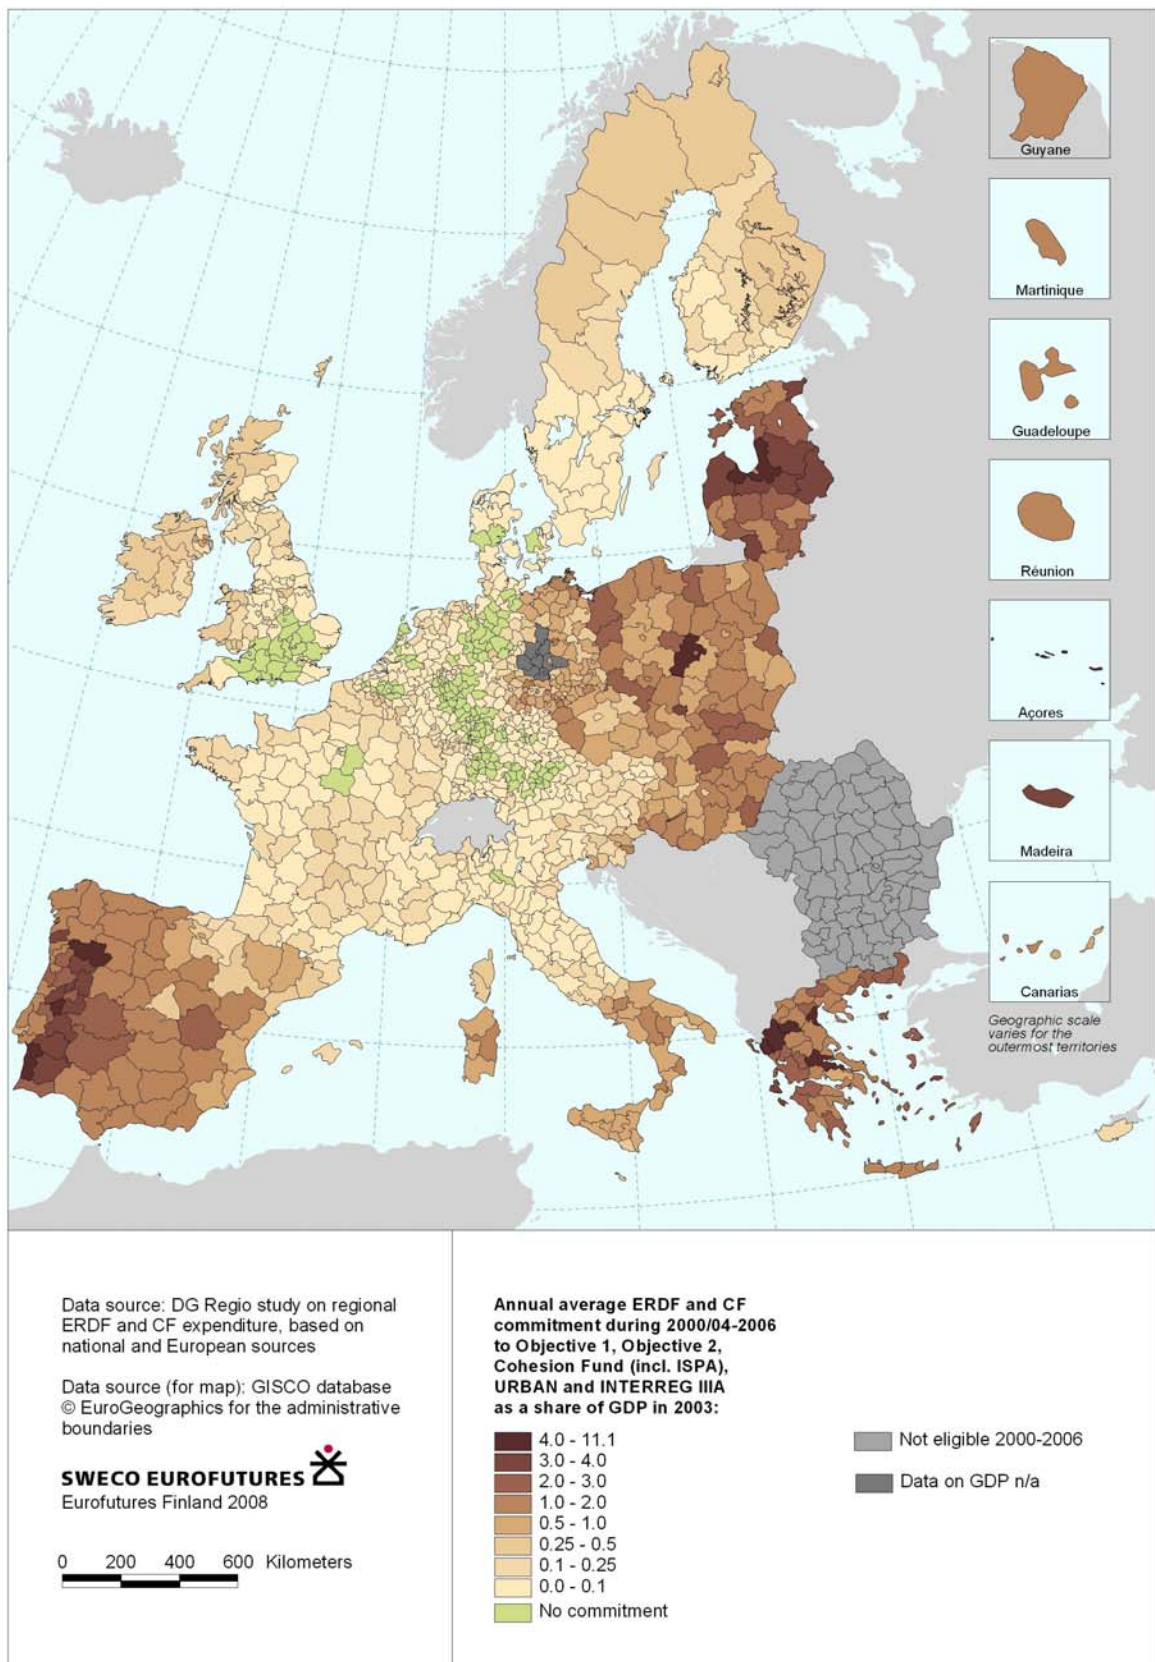 Guyane
Martinique
Guadeloupe
Réunion
Açores
Madeira
Canarias
Geographic scale
varies for the
outermost territories
Data source: DG Regio study on regional
ERDF and CF expenditure, based on
national and European sources
Data source (for map): GISCO database
© EuroGeographics for the administrative
boundaries
SWECO EUROFUTURES
Eurofutures Finland 2008
0 200 400 600 Kilometers
Annual average ERDF and CF
commitment during 2000/04-2006
to Objective 1, Objective 2,
Cohesion Fund (incl. ISPA),
URBAN and INTERREG IIIA
as a share of GDP in 2003:
4.0 - 11.1
3.0 - 4.0
2.0 - 3.0
1.0 - 2.0
0.5 - 1.0
0.25 - 0.5
0.1 - 0.25
0.0 - 0.1
No commitment
Not eligible 2000-2006
Data on GDP n/a